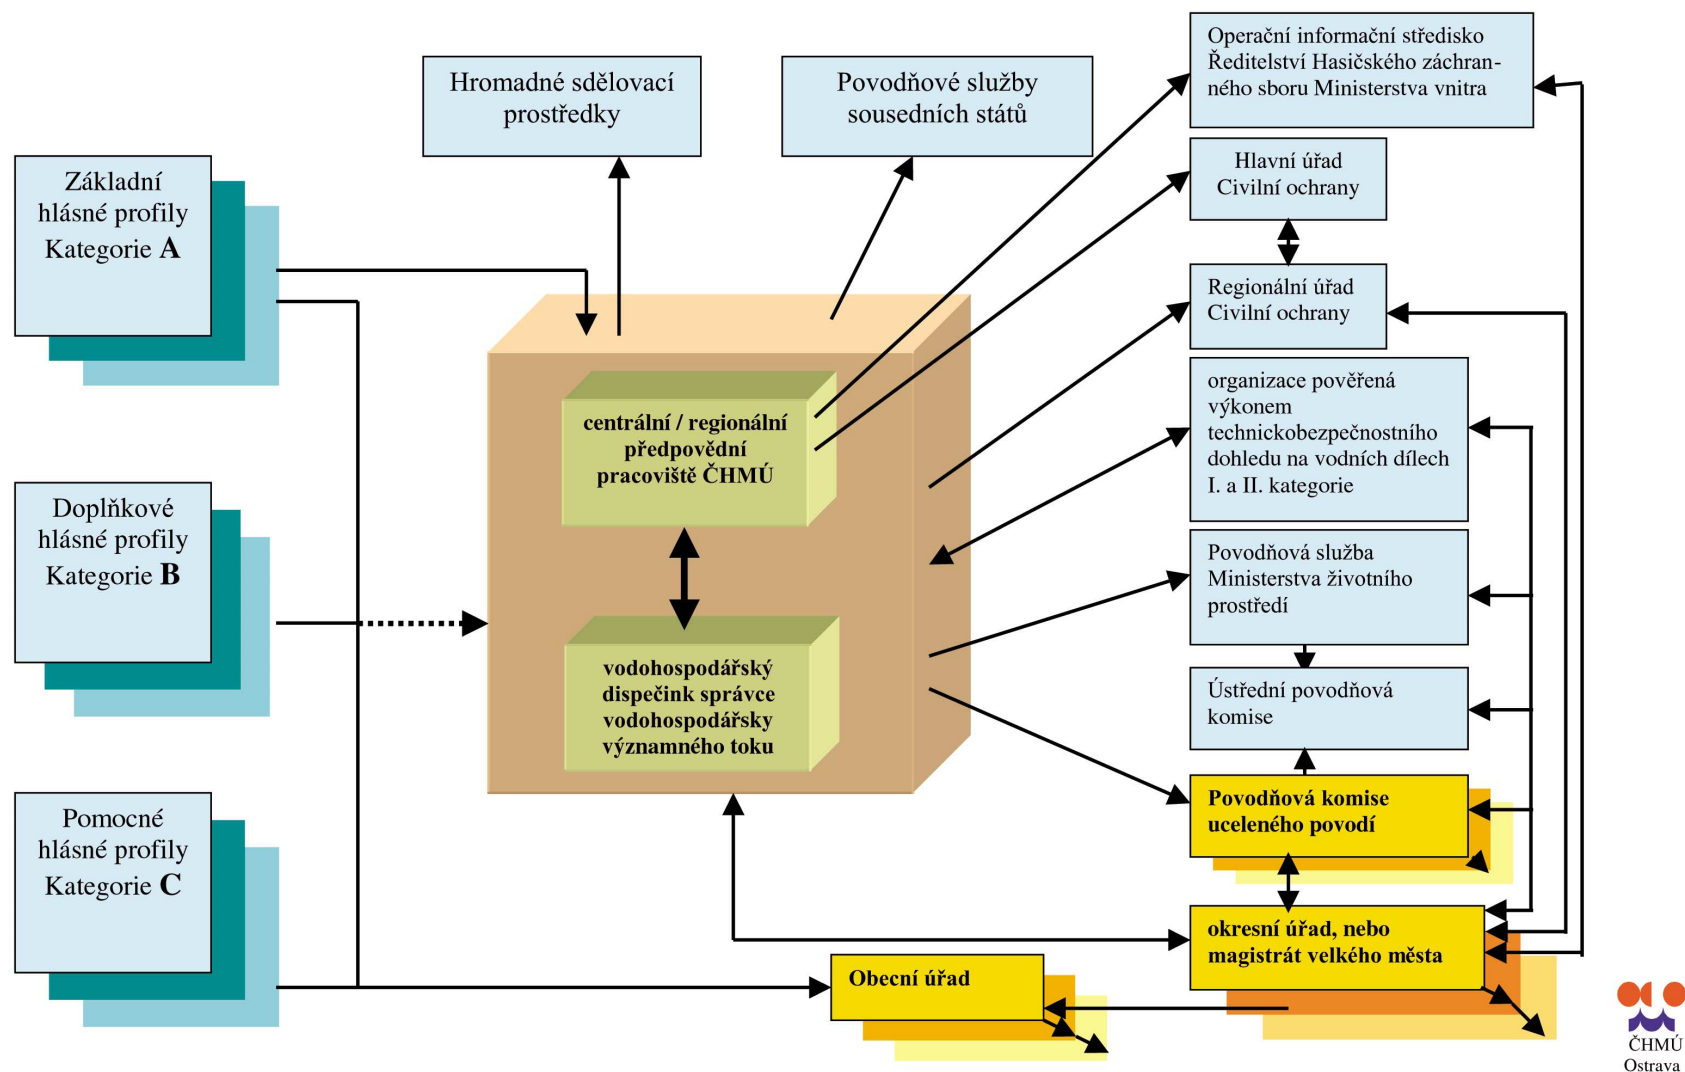 Operační informační středisko
Ředitelství Hasičského záchran-
ného sboru Ministerstva vnitra
Hromadné sdělovací
prostředky
Povodňové služby
sousedních států
Hlavní úřad
Civilní ochrany
Základní
hlásné profily
Kategorie A
Regionální úřad
Civilní ochrany
organizace pověřená
výkonem
technickobezpečnostního
dohledu na vodních dílech
I. a II. kategorie
centrální / regionální
předpovědní
pracoviště ČHMÚ
Doplňkové
hlásné profily
Kategorie B
Povodňová služba
Ministerstva životního
prostředí
vodohospodářský
dispečink správce
vodohospodářsky
významného toku
Ústřední povodňová
komise
Pomocné
hlásné profily
Kategorie C
Povodňová komise
uceleného povodí
okresní úřad, nebo
magistrát velkého města
Obecní úřad
ČHMÚ
Ostrava